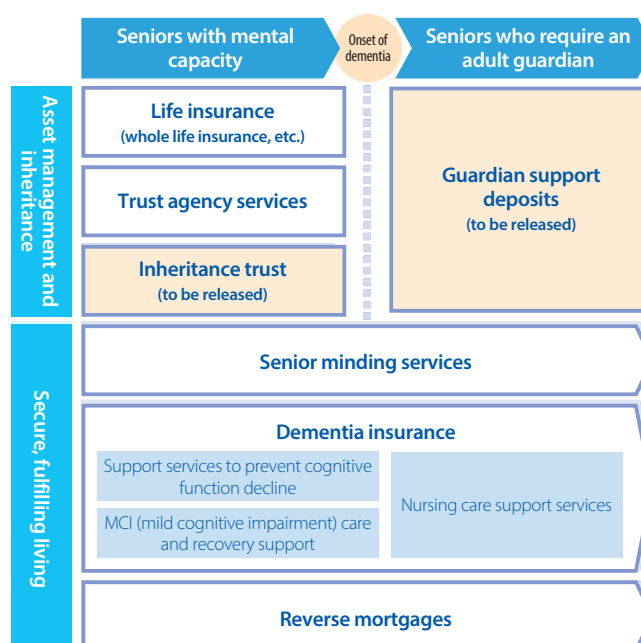 Seniors with mental
capacity
Onset of
dementia
Seniors who require an
adult guardian
Asset management and
inheritance
Life insurance
(whole life insurance, etc.)
Trust agency services
Inheritance trust
(to be released)
Guardian support
deposits
(to be released)
Secure, fulfilling living
Senior minding services
Dementia insurance
Support services to prevent cognitive
function decline
MCI (mild cognitive impairment) care
and recovery support
Nursing care support services
Reverse mortgages